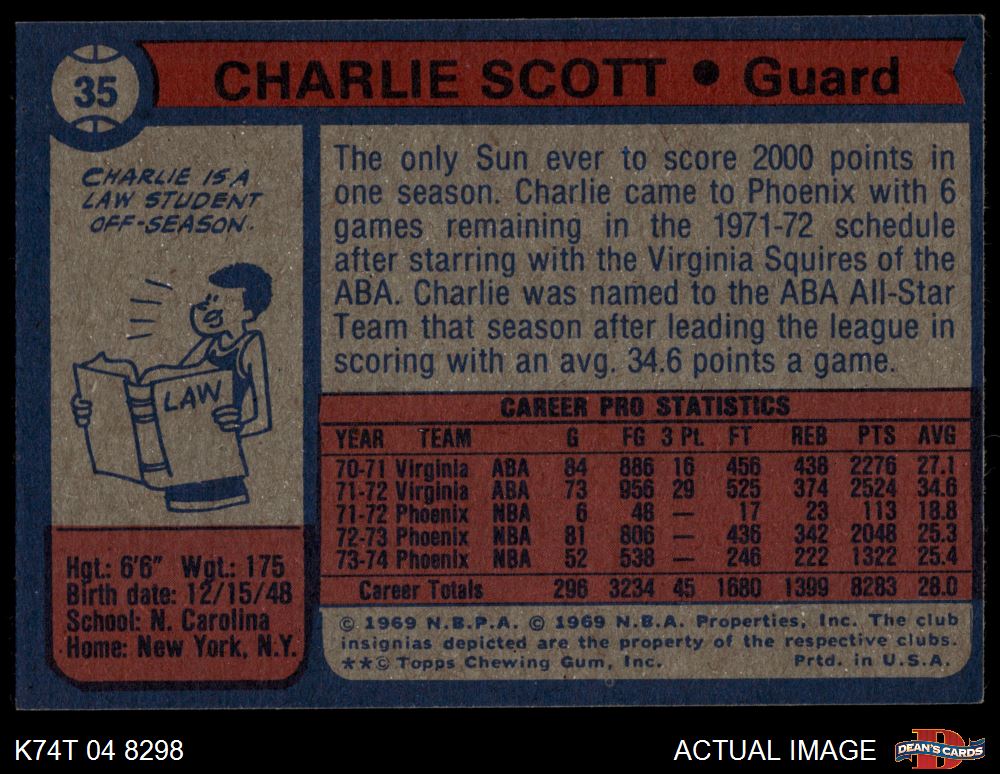 35
CHARLIE SCOTT • Guard
CHARLIE IS A
LAW STUDENT
OFF-SEASON.
LAW
Hgt.: 6'6" Wgt.: 175
Birth date: 12/15/48
School: N. Carolina
Home: New York, N.Y.
The only Sun ever to score 2000 points in
one season. Charlie came to Phoenix with 6
games remaining in the 1971-72 schedule
after starring with the Virginia Squires of the
ABA. Charlie was named to the ABA All-Star
Team that season after leading the league in
scoring with an avg. 34.6 points a game.
CAREER PRO STATISTICS
YEAR TEAM G FG 3 Pt. FT REB PTS AVG
70-71 Virginia ABA 84 886 16 456 438 2276 27.1
71-72 Virginia ABA 73 956 29 525 374 2524 34.6
71-72 Phoenix NBA 6 48 — 17 23 113 18.8
72-73 Phoenix NBA 81 806 — 436 342 2048 25.3
73-74 Phoenix NBA 52 538 — 246 222 1322 25.4
Career Totals 296 3234 45 1680 1399 8283 28.0
© 1969 N.B.P.A. © 1969 N.B.A. Properties, Inc. The club
insignias depicted are the property of the respective clubs.
**© Topps Chewing Gum, Inc. Prtd. in U.S.A.
K74T 04 8298
ACTUAL IMAGE
D
DEAN'S CARDS